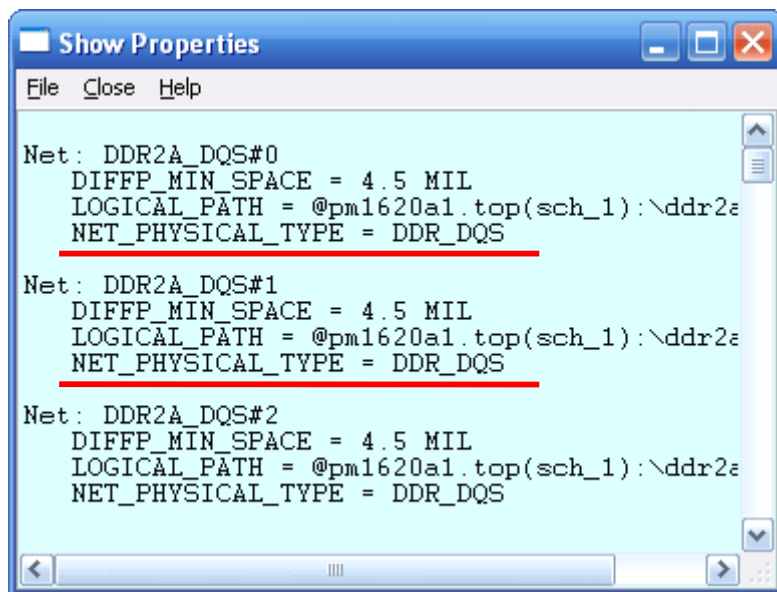 Show Properties
File Close Help
Net: DDR2A_DQS#0
DIFFP_MIN_SPACE = 4.5 MIL
LOGICAL_PATH = @pm1620a1.top(sch_1):\ddr2a
NET_PHYSICAL_TYPE = DDR_DQS
Net: DDR2A_DQS#1
DIFFP_MIN_SPACE = 4.5 MIL
LOGICAL_PATH = @pm1620a1.top(sch_1):\ddr2a
NET_PHYSICAL_TYPE = DDR_DQS
Net: DDR2A_DQS#2
DIFFP_MIN_SPACE = 4.5 MIL
LOGICAL_PATH = @pm1620a1.top(sch_1):\ddr2a
NET_PHYSICAL_TYPE = DDR_DQS